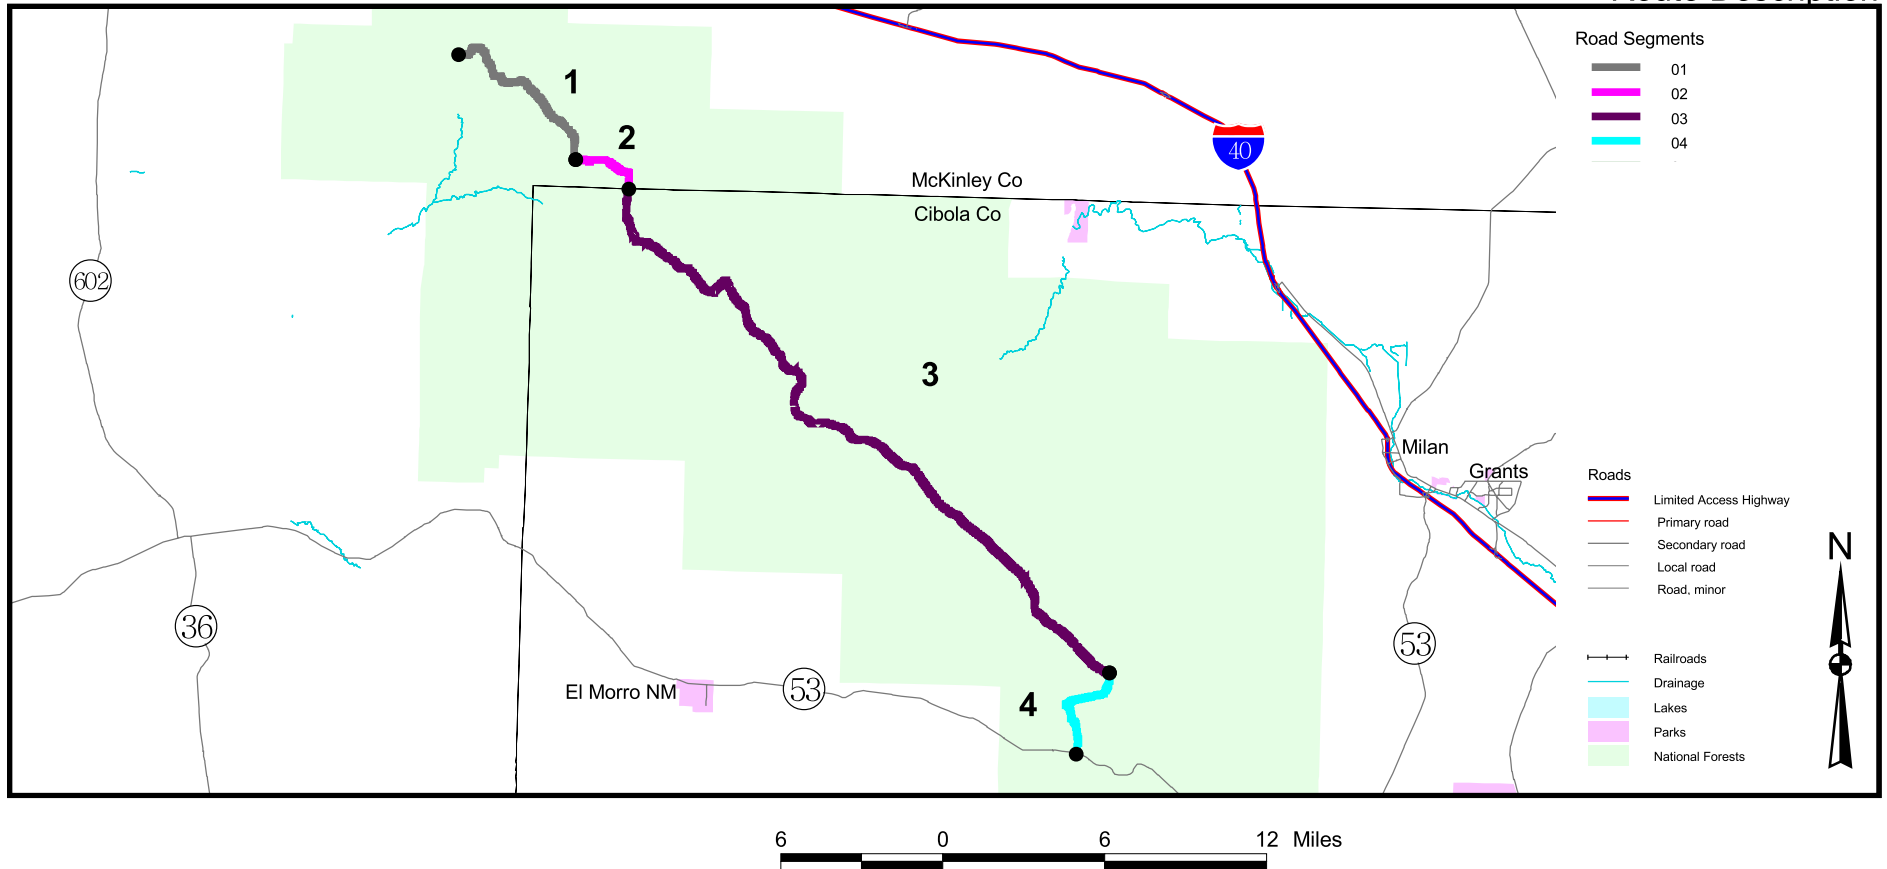 Route Description
Road Segments
01
02
03
04
1
2
40
McKinley Co
Cibola Co
602
3
Milan
Grants
Roads
Limited Access Highway
Primary road
Secondary road
Local road
Road, minor
N
36
53
Railroads
Drainage
Lakes
Parks
National Forests
El Morro NM
53
4
6 0 6 12 Miles